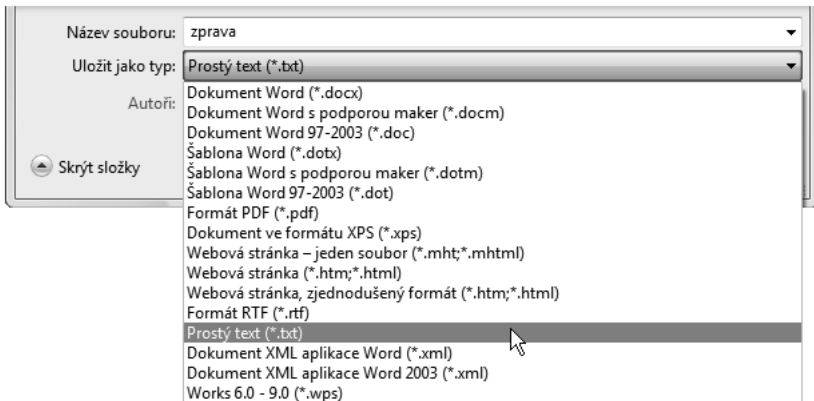 Název souboru: zprava
Uložit jako typ: Prostý text (*.txt)
Autoři:
Skrýt složky
Dokument Word (*.docx)
Dokument Word s podporou maker (*.docm)
Dokument Word 97-2003 (*.doc)
Šablona Word (*.dotx)
Šablona Word s podporou maker (*.dotm)
Šablona Word 97-2003 (*.dot)
Formát PDF (*.pdf)
Dokument ve formátu XPS (*.xps)
Webová stránka – jeden soubor (*.mht;*.mhtml)
Webová stránka (*.htm;*.html)
Webová stránka, zjednodušený formát (*.htm;*.html)
Formát RTF (*.rtf)
Prostý text (*.txt)
Dokument XML aplikace Word (*.xml)
Dokument XML aplikace Word 2003 (*.xml)
Works 6.0 - 9.0 (*.wps)